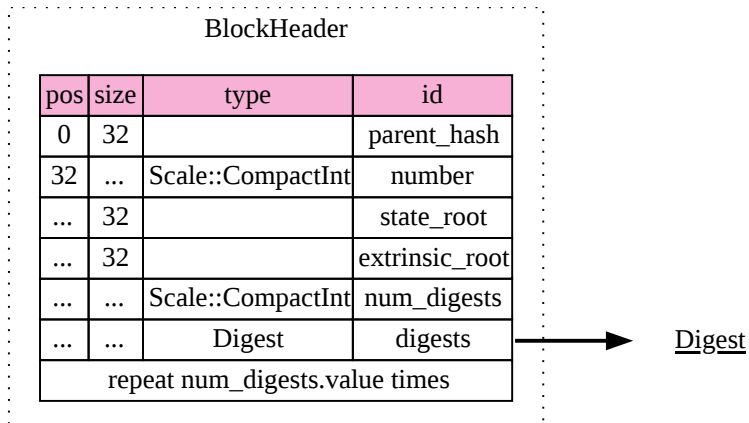 BlockHeader
pos size type id
0 32 parent_hash
32 ... Scale::CompactInt number
... 32 state_root
... 32 extrinsic_root
... ... Scale::CompactInt num_digests
... ... Digest digests Digest
repeat num_digests.value times